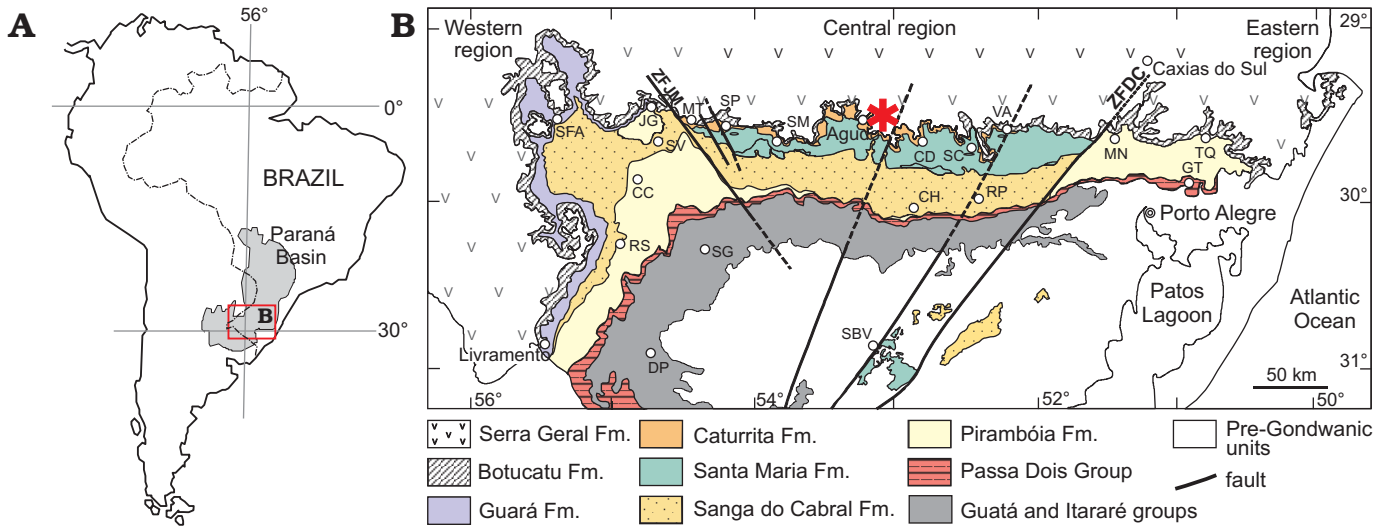 A
56°
0°
BRAZIL
Paraná
Basin
B
30°
B
Western
region
Central region
Eastern
region
29°
ZFJM
ZFDC
Caxias do Sul
MT
SP
JG
SFA
SV
SM
Agudo
VA
CD
SC
MN
TQ
GT
CC
CH
RP
30°
Porto Alegre
RS
SG
Patos
Lagoon
Atlantic
Ocean
SBV
Livramento
DP
31°
50 km
56°
54°
52°
50°
Serra Geral Fm.
Caturrita Fm.
Pirambóia Fm.
Pre-Gondwanic
units
Botucatu Fm.
Santa Maria Fm.
Passa Dois Group
fault
Guará Fm.
Sanga do Cabral Fm.
Guatá and Itararé groups